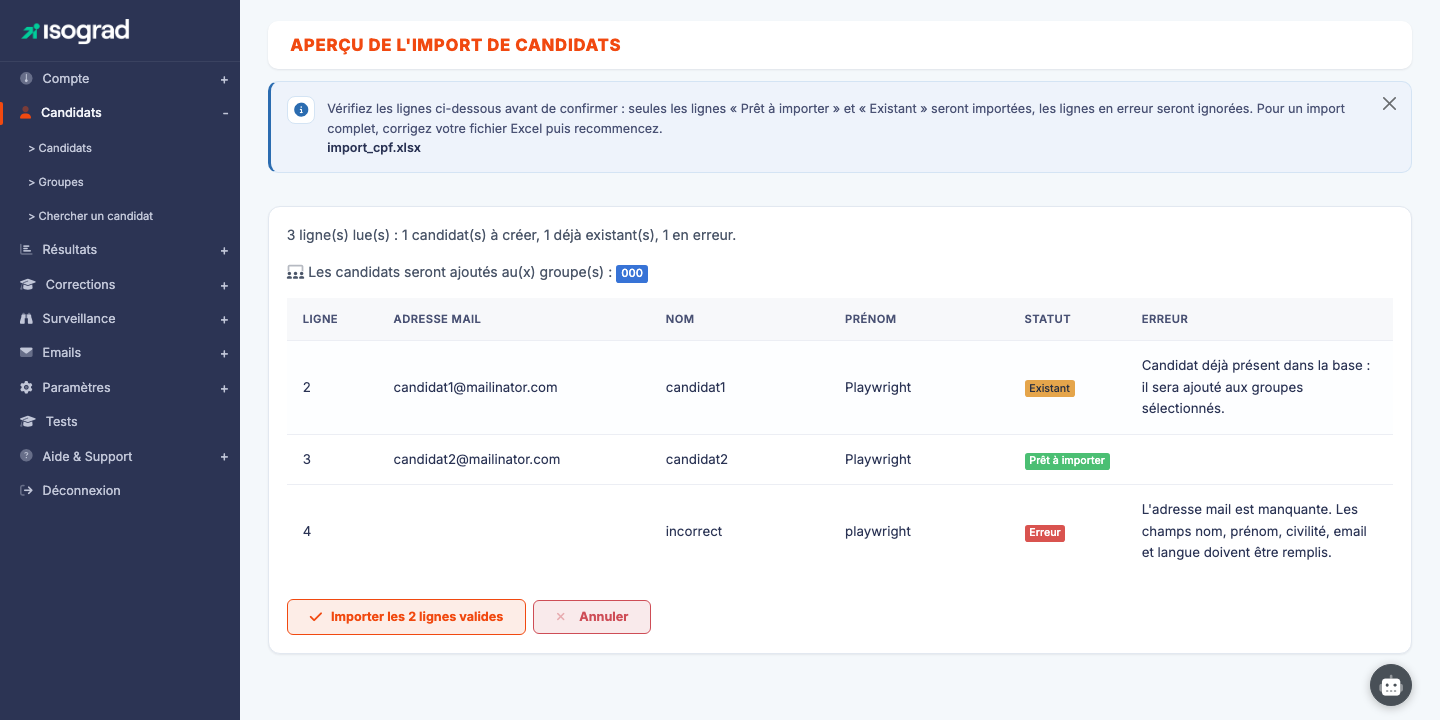 isograd
Compte +
Candidats -
> Candidats
> Groupes
> Chercher un candidat
Résultats +
Corrections +
Surveillance +
Emails +
Paramètres +
Tests
Aide & Support +
Déconnexion
APERÇU DE L'IMPORT DE CANDIDATS
Vérifiez les lignes ci-dessous avant de confirmer : seules les lignes « Prêt à importer » et « Existant » seront importées, les lignes en erreur seront ignorées. Pour un import
complet, corrigez votre fichier Excel puis recommencez.
import_cpf.xlsx
3 ligne(s) lue(s) : 1 candidat(s) à créer, 1 déjà existant(s), 1 en erreur.
Les candidats seront ajoutés au(x) groupe(s) : 000
LIGNE ADRESSE MAIL NOM PRÉNOM STATUT ERREUR
2 candidat1@mailinator.com candidat1 Playwright Existant Candidat déjà présent dans la base :
il sera ajouté aux groupes
sélectionnés.
3 candidat2@mailinator.com candidat2 Playwright Prêt à importer
4 incorrect playwright Erreur L'adresse mail est manquante. Les
champs nom, prénom, civilité, email
et langue doivent être remplis.
Importer les 2 lignes valides
Annuler